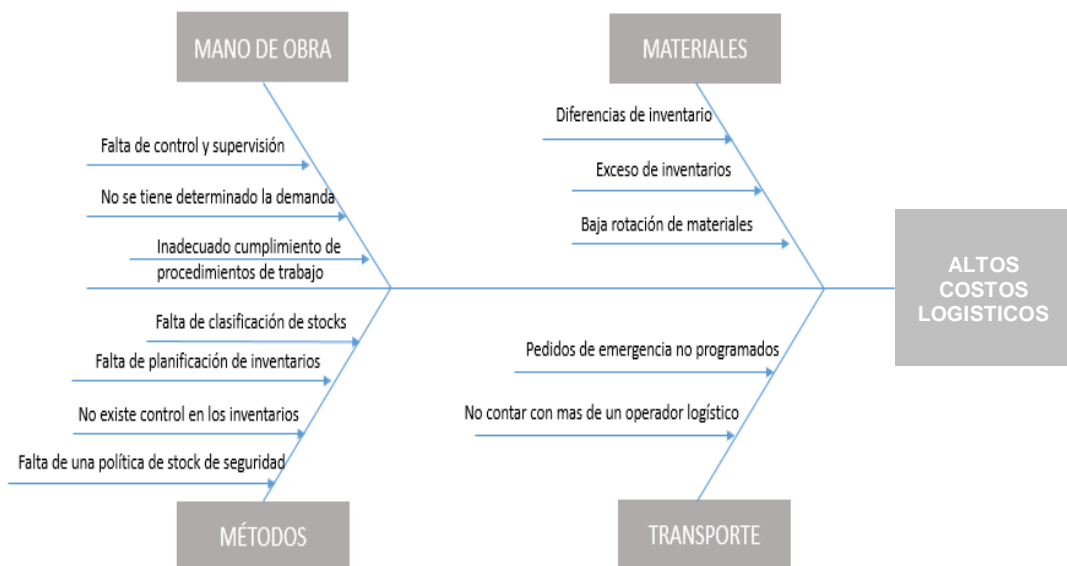 MANO DE OBRA
Falta de control y supervisión
No se tiene determinado la demanda
Inadecuado cumplimiento de
procedimientos de trabajo
MATERIALES
Diferencias de inventario
Exceso de inventarios
Baja rotación de materiales
ALTOS
COSTOS
LOGISTICOS
Falta de clasificación de stocks
Falta de planificación de inventarios
No existe control en los inventarios
Falta de una política de stock de seguridad
MÉTODOS
Pedidos de emergencia no programados
No contar con mas de un operador logístico
TRANSPORTE